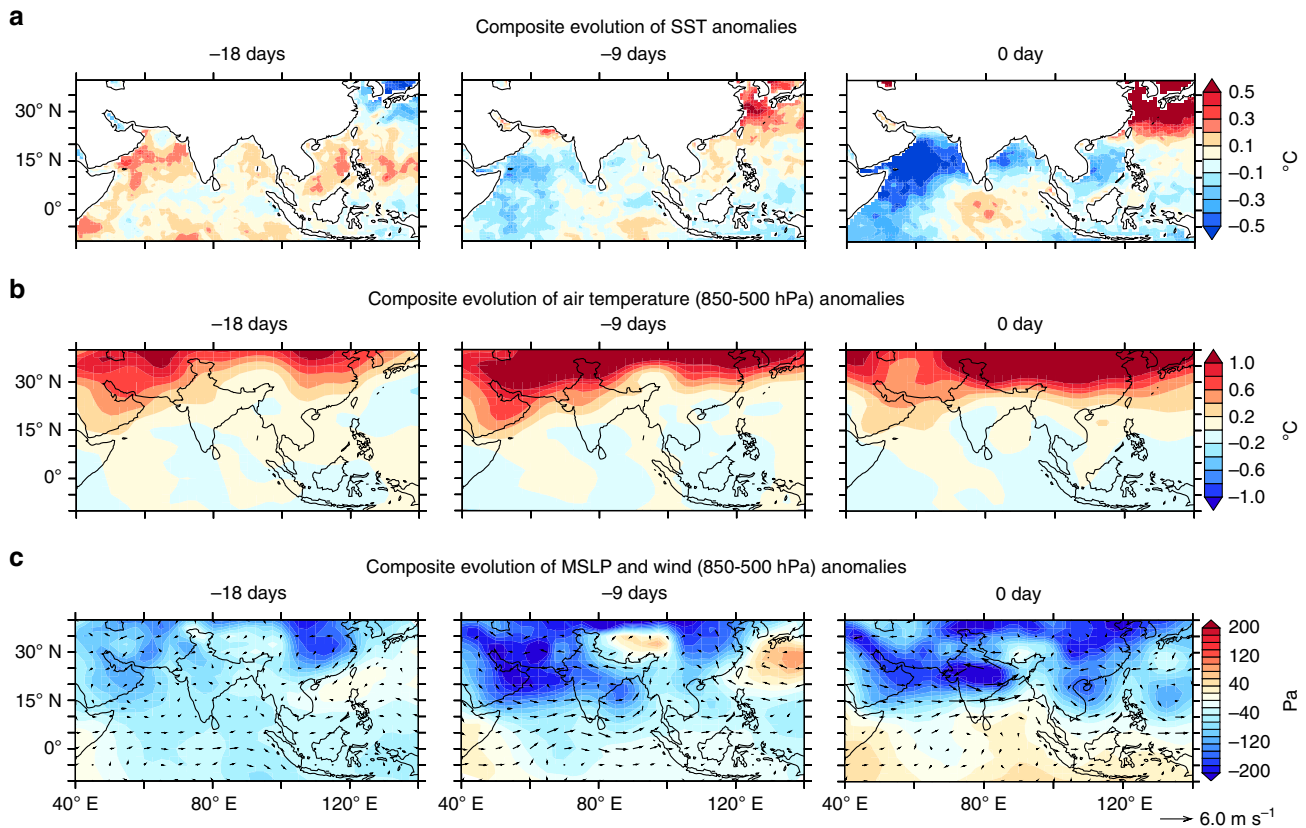 a
Composite evolution of SST anomalies
–18 days
–9 days
0 day
30° N
15° N
0°
0.5
0.3
0.1
–0.1
–0.3
–0.5
°C
b
Composite evolution of air temperature (850-500 hPa) anomalies
–18 days
–9 days
0 day
30° N
15° N
0°
1.0
0.6
0.2
–0.2
–0.6
–1.0
°C
c
Composite evolution of MSLP and wind (850-500 hPa) anomalies
–18 days
–9 days
0 day
30° N
15° N
0°
200
120
40
–40
–120
–200
Pa
40° E
80° E
120° E
40° E
80° E
120° E
40° E
80° E
120° E
6.0 m s⁻¹